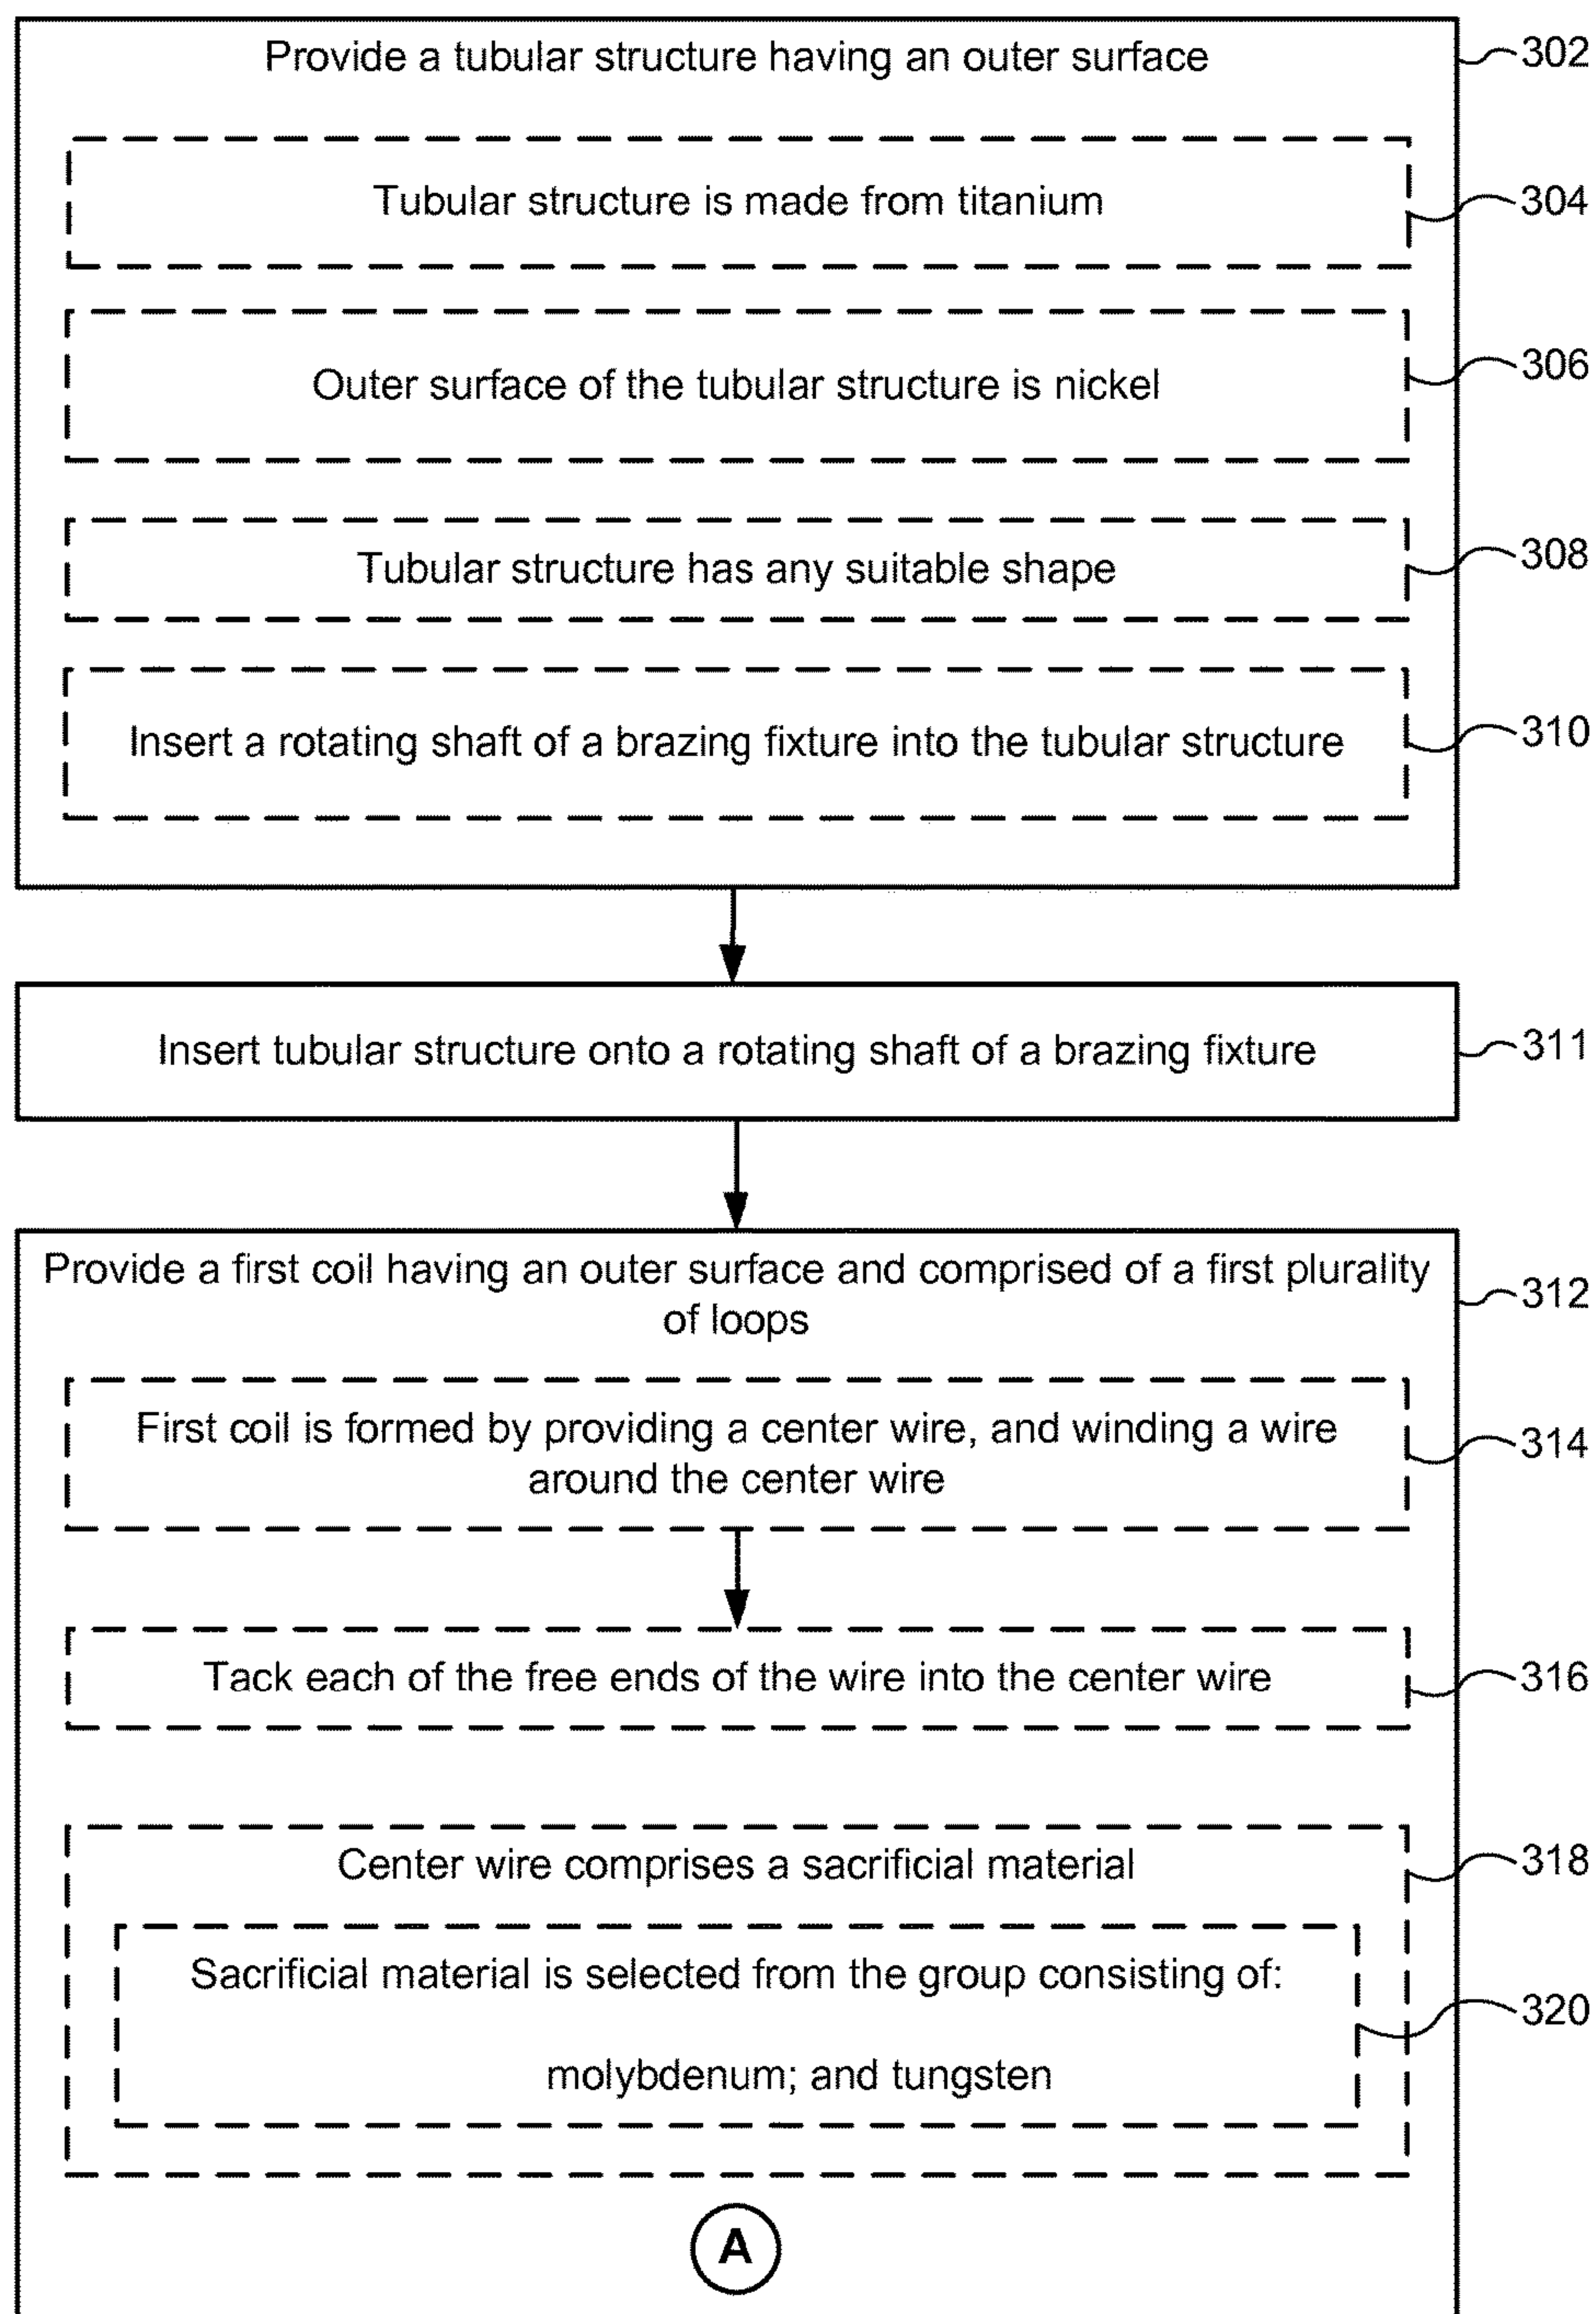 Provide a tubular structure having an outer surface
302
Tubular structure is made from titanium
304
Outer surface of the tubular structure is nickel
306
Tubular structure has any suitable shape
308
Insert a rotating shaft of a brazing fixture into the tubular structure
310
Insert tubular structure onto a rotating shaft of a brazing fixture
311
Provide a first coil having an outer surface and comprised of a first plurality
of loops
312
First coil is formed by providing a center wire, and winding a wire
around the center wire
314
Tack each of the free ends of the wire into the center wire
316
Center wire comprises a sacrificial material
318
Sacrificial material is selected from the group consisting of:
molybdenum; and tungsten
320
A